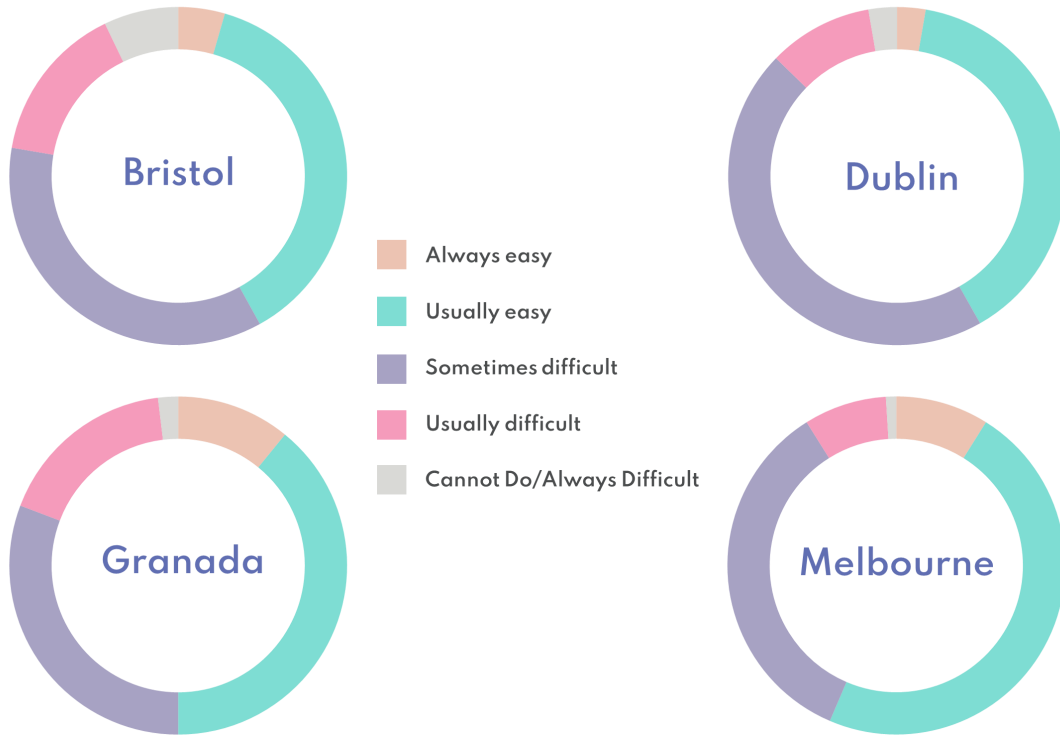 Bristol
Dublin
Always easy
Usually easy
Sometimes difficult
Usually difficult
Cannot Do/Always Difficult
Granada
Melbourne